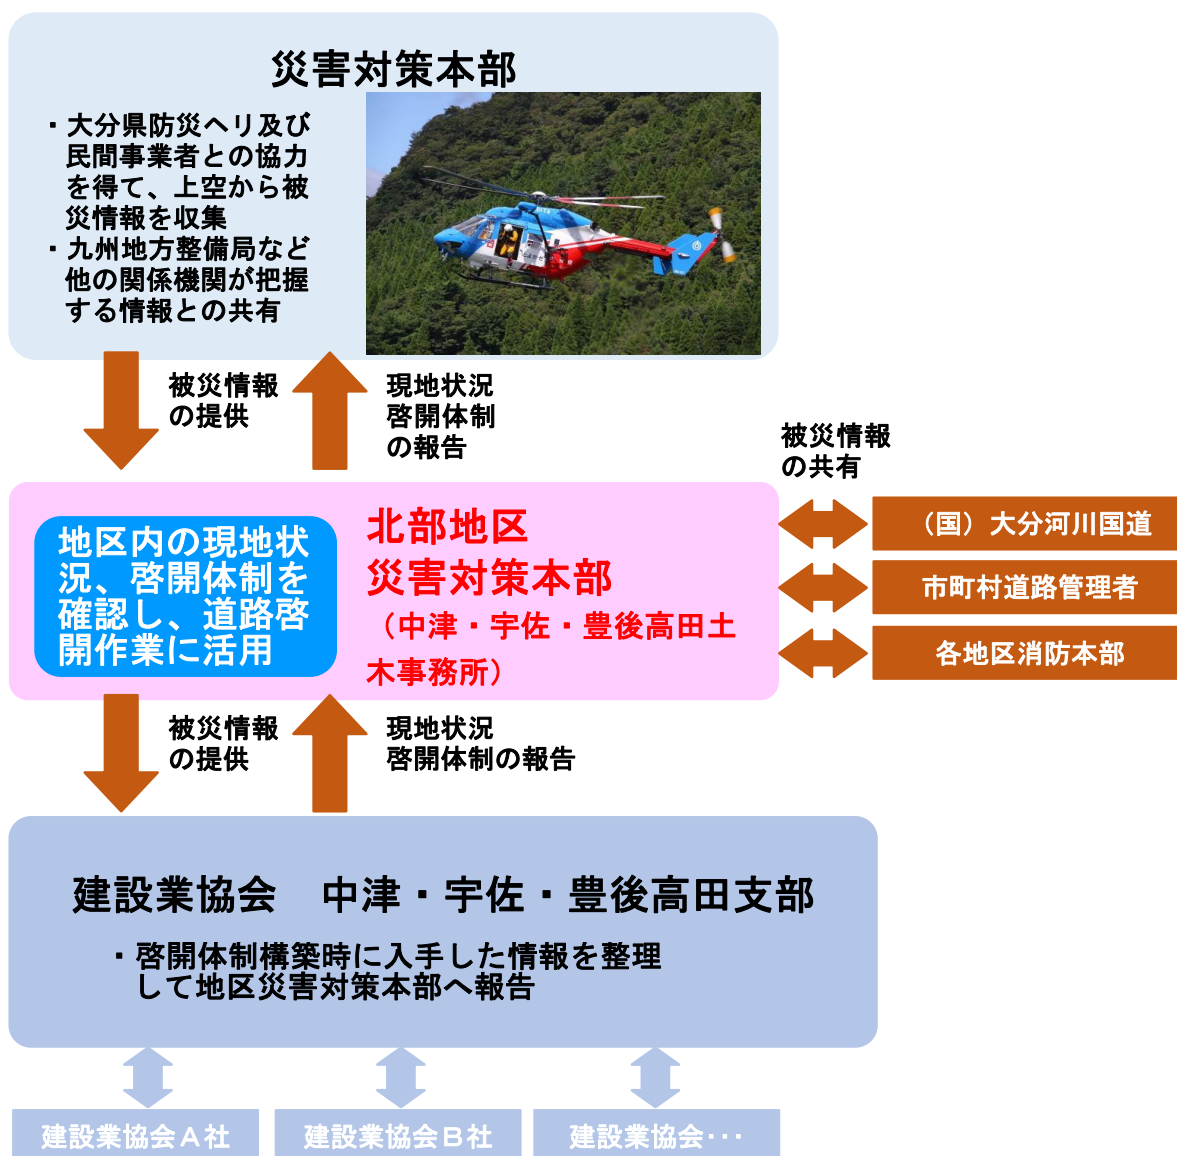 災害対策本部
・大分県防災ヘリ及び
民間事業者との協力
を得て、上空から被
災情報を収集
・九州地方整備局など
他の関係機関が把握
する情報との共有
被災情報
の提供
現地状況
啓開体制
の報告
被災情報
の共有
地区内の現地状
況、啓開体制を
確認し、道路啓
開作業に活用
北部地区
災害対策本部
（中津・宇佐・豊後高田土
木事務所）
（国）大分河川国道
市町村道路管理者
各地区消防本部
被災情報
の提供
現地状況
啓開体制の報告
建設業協会　中津・宇佐・豊後高田支部
・啓開体制構築時に入手した情報を整理
して地区災害対策本部へ報告
建設業協会Ａ社
建設業協会Ｂ社
建設業協会･･･